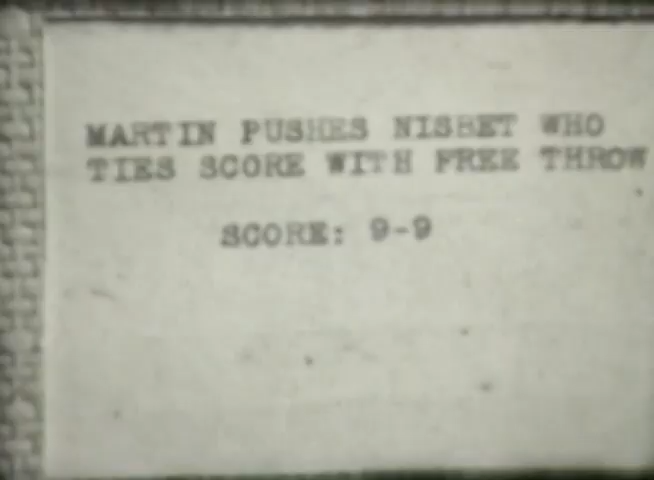 MARTIN PUSHES NISBET WHO
TIES SCORE WITH FREE THROW
SCORE: 9-9